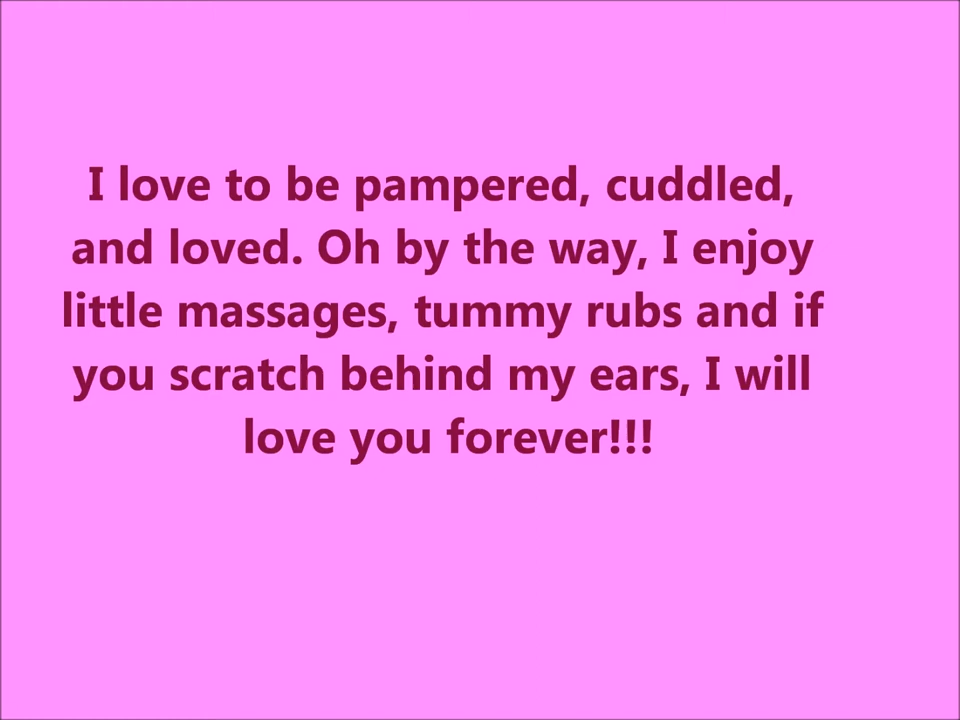 I love to be pampered, cuddled,
and loved. Oh by the way, I enjoy
little massages, tummy rubs and if
you scratch behind my ears, I will
love you forever!!!